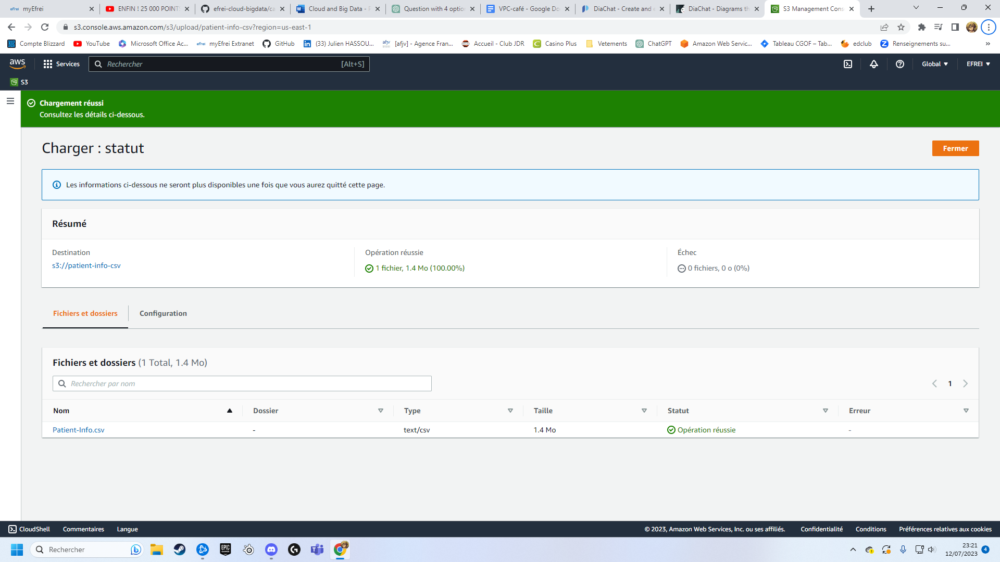 myEfrei
ENFIN ! 25 000 POINT
efrei-cloud-bigdata/ca
Cloud and Big Data - P
Question with 4 option
VPC-café - Google Do
DiaChat - Create and e
DiaChat - Diagrams th
S3 Management Cons
s3.console.aws.amazon.com/s3/upload/patient-info-csv?region=us-east-1
Compte Blizzard
YouTube
Microsoft Office Ac...
efrei myEfrei Extranet
GitHub
(33) Julien HASSOU...
[afjv] - Agence Fran...
Accueil - Club JDR
Casino Plus
Vetements
ChatGPT
Amazon Web Servic...
Tableau CGOF – Tab...
edclub
Renseignements su...
aws
Services
Rechercher
[Alt+S]
Global
EFREI
S3
Chargement réussi
Consultez les détails ci-dessous.
Charger : statut
Fermer
Les informations ci-dessous ne seront plus disponibles une fois que vous aurez quitté cette page.
Résumé
Destination
s3://patient-info-csv
Opération réussie
1 fichier, 1.4 Mo (100.00%)
Échec
0 fichiers, 0 o (0%)
Fichiers et dossiers
Configuration
Fichiers et dossiers (1 Total, 1.4 Mo)
Rechercher par nom
1
Nom
Dossier
Type
Taille
Statut
Erreur
Patient-Info.csv
-
text/csv
1.4 Mo
Opération réussie
-
CloudShell
Commentaires
Langue
© 2023, Amazon Web Services, Inc. ou ses affiliés.
Confidentialité
Conditions
Préférences relatives aux cookies
Rechercher
EPIC GAMES
23:21
12/07/2023
4